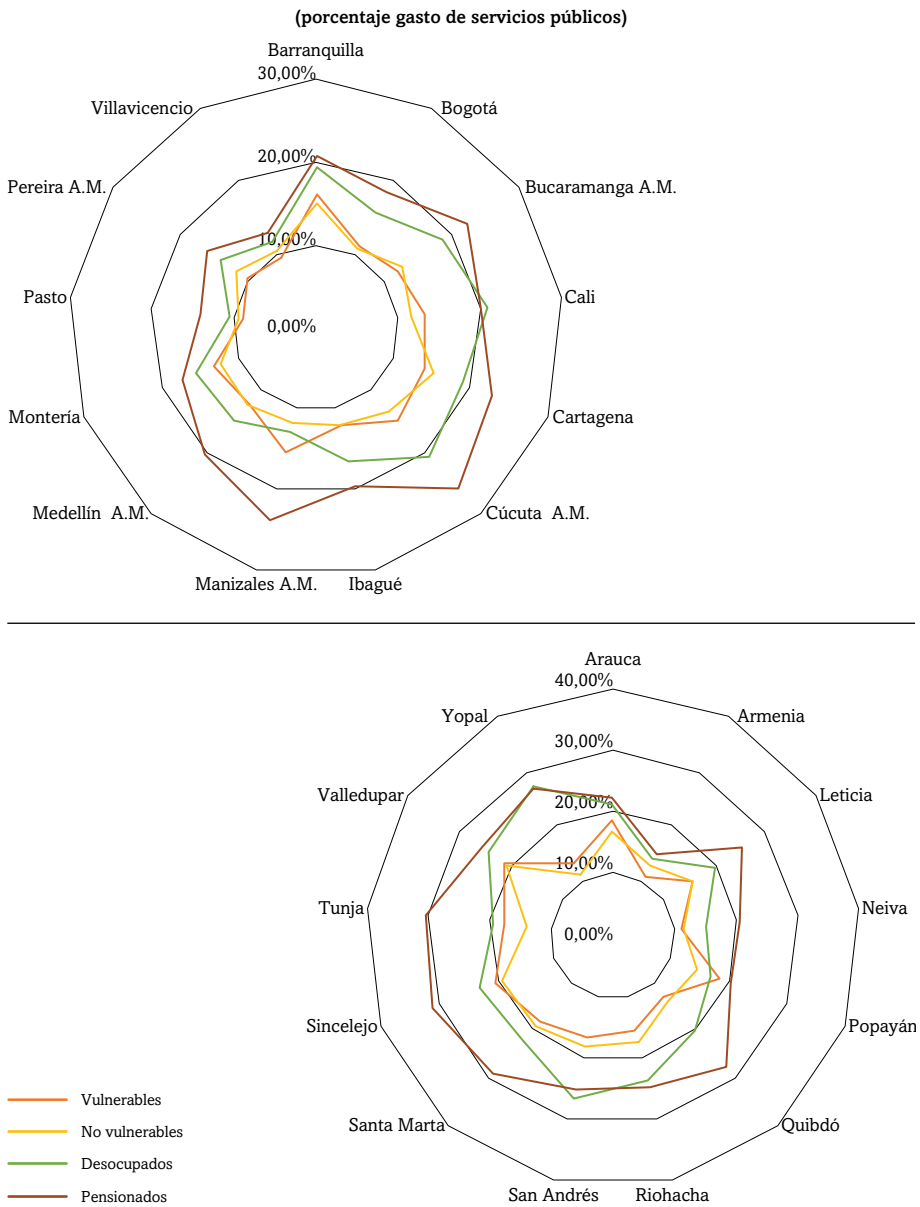 (porcentaje gasto de servicios públicos)
Barranquilla
30,00%
Villavicencio
Bogotá
20,00%
Pereira A.M.
Bucaramanga A.M.
10,00%
Pasto
Cali
0,00%
Montería
Cartagena
Medellín A.M.
Cúcuta A.M.
Manizales A.M.
Ibagué
Arauca
40,00%
Yopal
Armenia
30,00%
Valledupar
Leticia
20,00%
10,00%
Tunja
Neiva
0,00%
Sincelejo
Popayán
Santa Marta
Quibdó
San Andrés
Riohacha
Vulnerables
No vulnerables
Desocupados
Pensionados